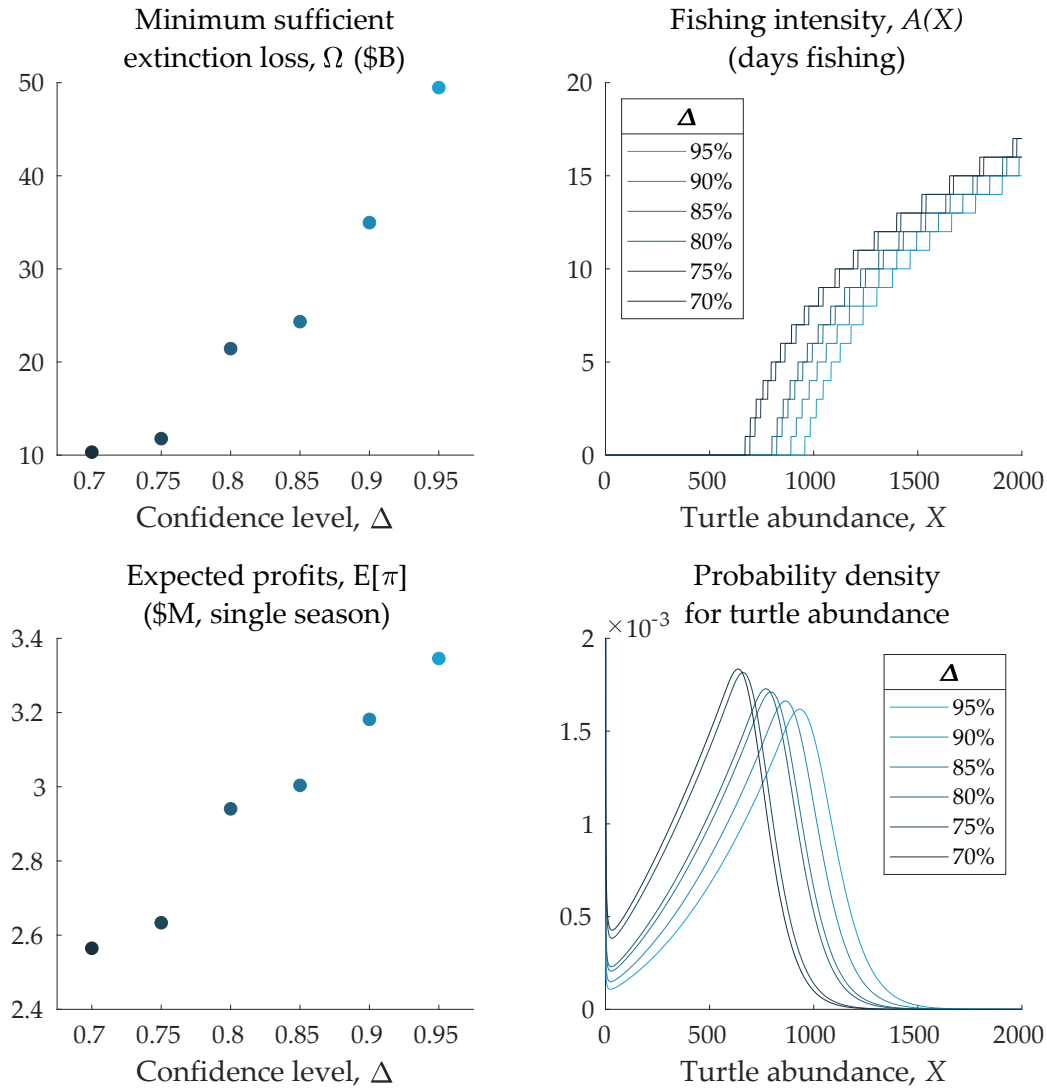 Minimum sufficient
extinction loss, Ω ($B)
50
40
30
20
10
0.7 0.75 0.8 0.85 0.9 0.95
Confidence level, Δ
Fishing intensity, A(X)
(days fishing)
20
15
10
5
0
Δ
95%
90%
85%
80%
75%
70%
0 500 1000 1500 2000
Turtle abundance, X
Expected profits, E[π]
($M, single season)
3.4
3.2
3
2.8
2.6
2.4
0.7 0.75 0.8 0.85 0.9 0.95
Confidence level, Δ
Probability density
for turtle abundance
×10⁻³
2
1.5
1
0.5
0
Δ
95%
90%
85%
80%
75%
70%
0 500 1000 1500 2000
Turtle abundance, X